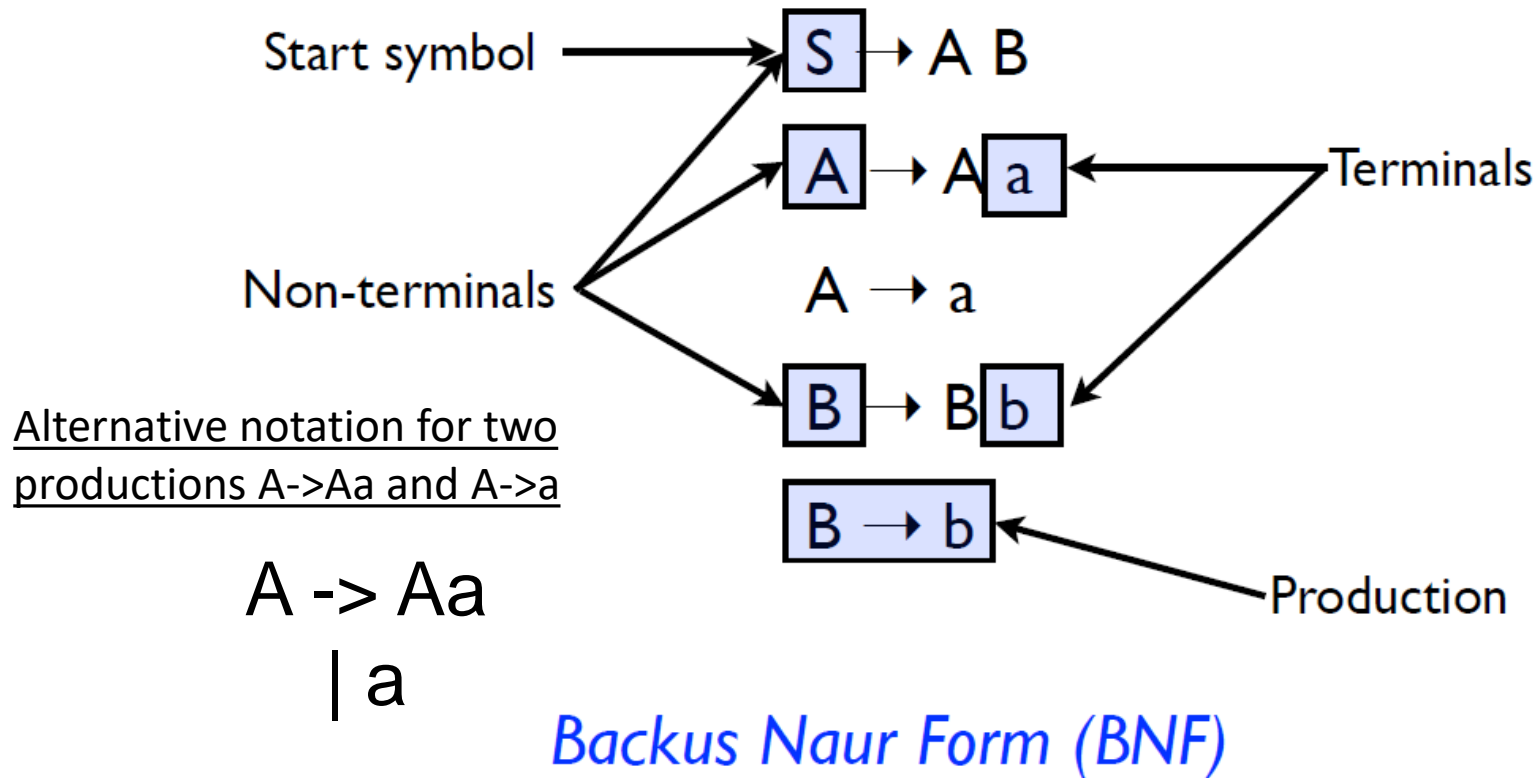 Start symbol S → A B
A → A a Terminals
Non-terminals A → a
B → B b
Alternative notation for two
productions A->Aa and A->a
B → b
A -> Aa
| a
Production
Backus Naur Form (BNF)